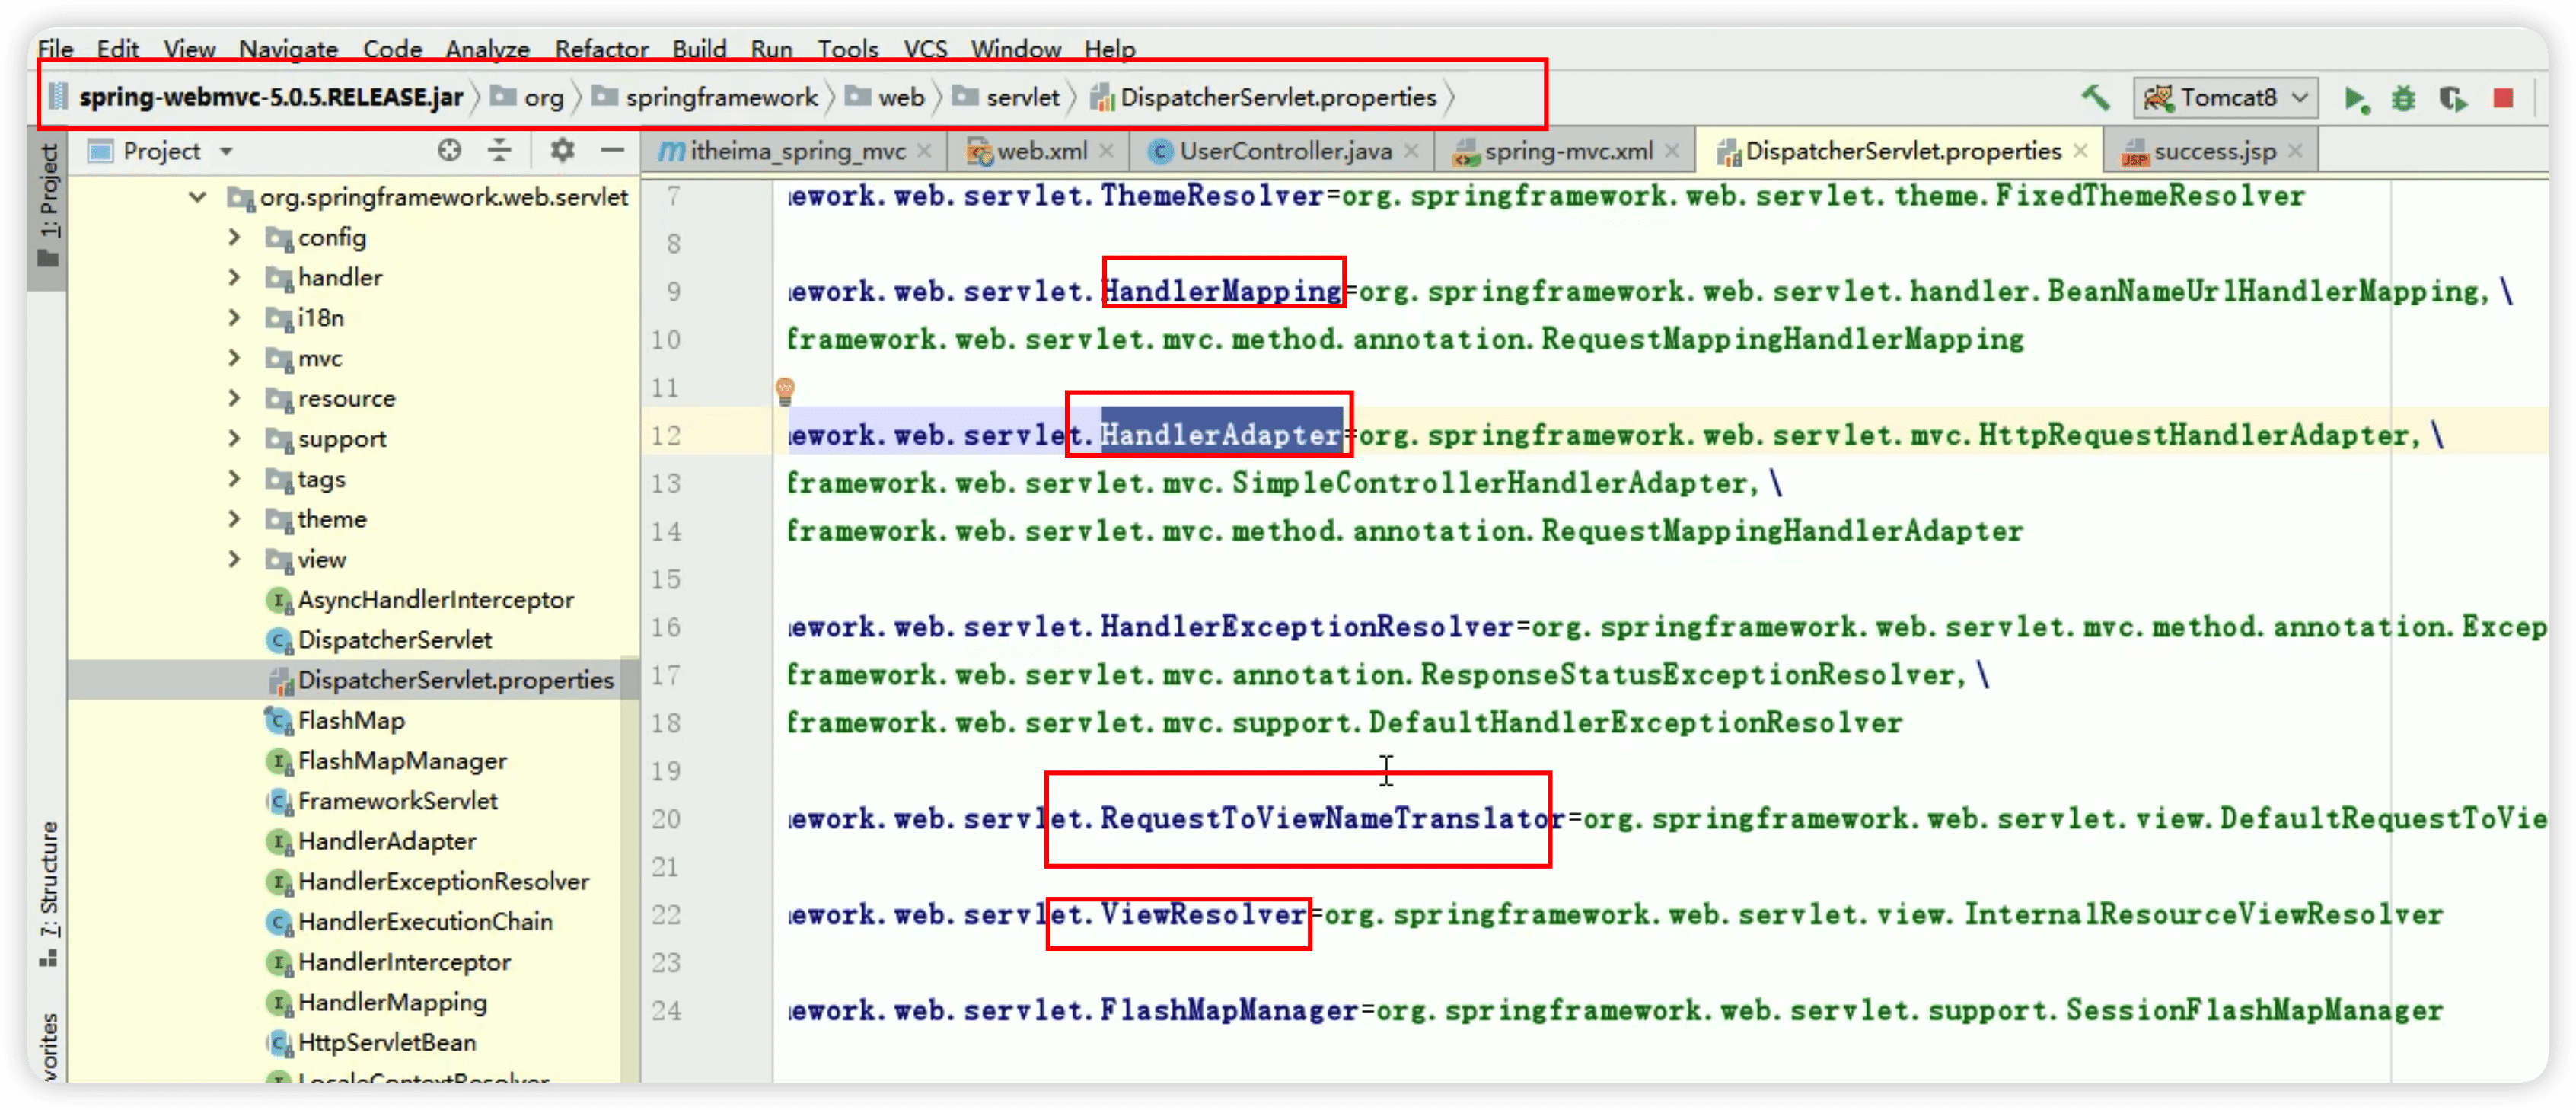 File Edit View Navigate Code Analyze Refactor Build Run Tools VCS Window Help
spring-webmvc-5.0.5.RELEASE.jar org springframework web servlet DispatcherServlet.properties Tomcat8
Project itheima_spring_mvc web.xml UserController.java spring-mvc.xml DispatcherServlet.properties success.jsp
1: Project
7: Structure
org.springframework.web.servlet
config
handler
i18n
mvc
resource
support
tags
theme
view
AsyncHandlerInterceptor
DispatcherServlet
DispatcherServlet.properties
FlashMap
FlashMapManager
FrameworkServlet
HandlerAdapter
HandlerExceptionResolver
HandlerExecutionChain
HandlerInterceptor
HandlerMapping
HttpServletBean
LocaleContextResolver
7 ework.web.servlet.ThemeResolver=org.springframework.web.servlet.theme.FixedThemeResolver
8
9 ework.web.servlet.HandlerMapping=org.springframework.web.servlet.handler.BeanNameUrlHandlerMapping,\
10 framework.web.servlet.mvc.method.annotation.RequestMappingHandlerMapping
11
12 ework.web.servlet.HandlerAdapter=org.springframework.web.servlet.mvc.HttpRequestHandlerAdapter,\
13 framework.web.servlet.mvc.SimpleControllerHandlerAdapter,\
14 framework.web.servlet.mvc.method.annotation.RequestMappingHandlerAdapter
15
16 ework.web.servlet.HandlerExceptionResolver=org.springframework.web.servlet.mvc.method.annotation.Excep
17 framework.web.servlet.mvc.annotation.ResponseStatusExceptionResolver,\
18 framework.web.servlet.mvc.support.DefaultHandlerExceptionResolver
19
20 ework.web.servlet.RequestToViewNameTranslator=org.springframework.web.servlet.view.DefaultRequestToVie
21
22 ework.web.servlet.ViewResolver=org.springframework.web.servlet.view.InternalResourceViewResolver
23
24 ework.web.servlet.FlashMapManager=org.springframework.web.servlet.support.SessionFlashMapManager